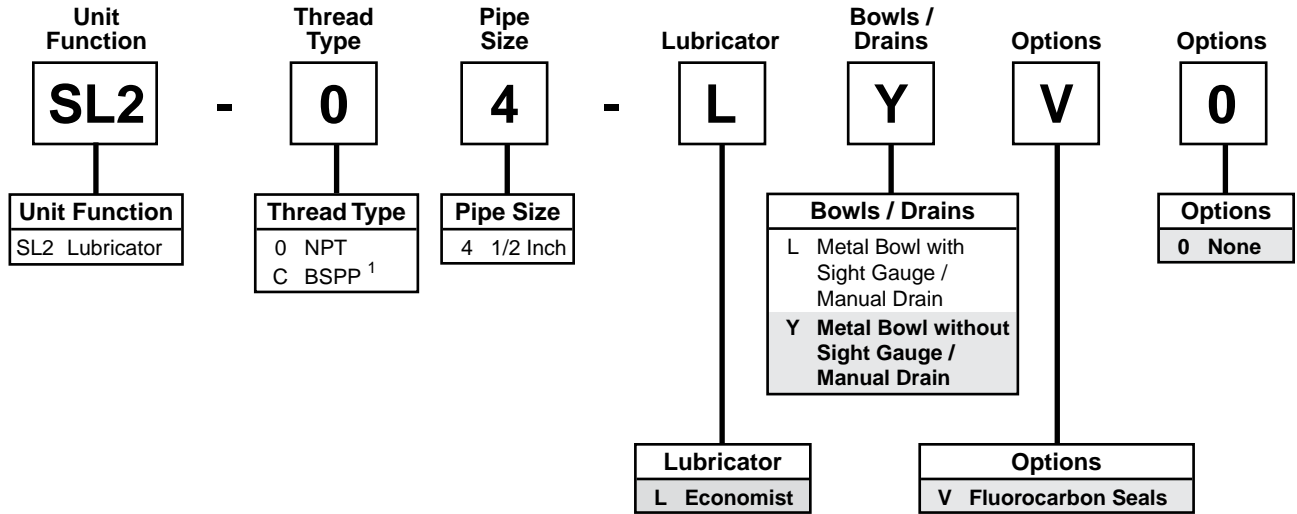 Unit
Function
Thread
Type
Pipe
Size
Lubricator
Bowls /
Drains
Options
Options
SL2 - 0 4 - L Y V 0
Unit Function
SL2 Lubricator
Thread Type
0 NPT
C BSPP 1
Pipe Size
4 1/2 Inch
Bowls / Drains
L Metal Bowl with
Sight Gauge /
Manual Drain
Y Metal Bowl without
Sight Gauge /
Manual Drain
Options
0 None
Lubricator
L Economist
Options
V Fluorocarbon Seals